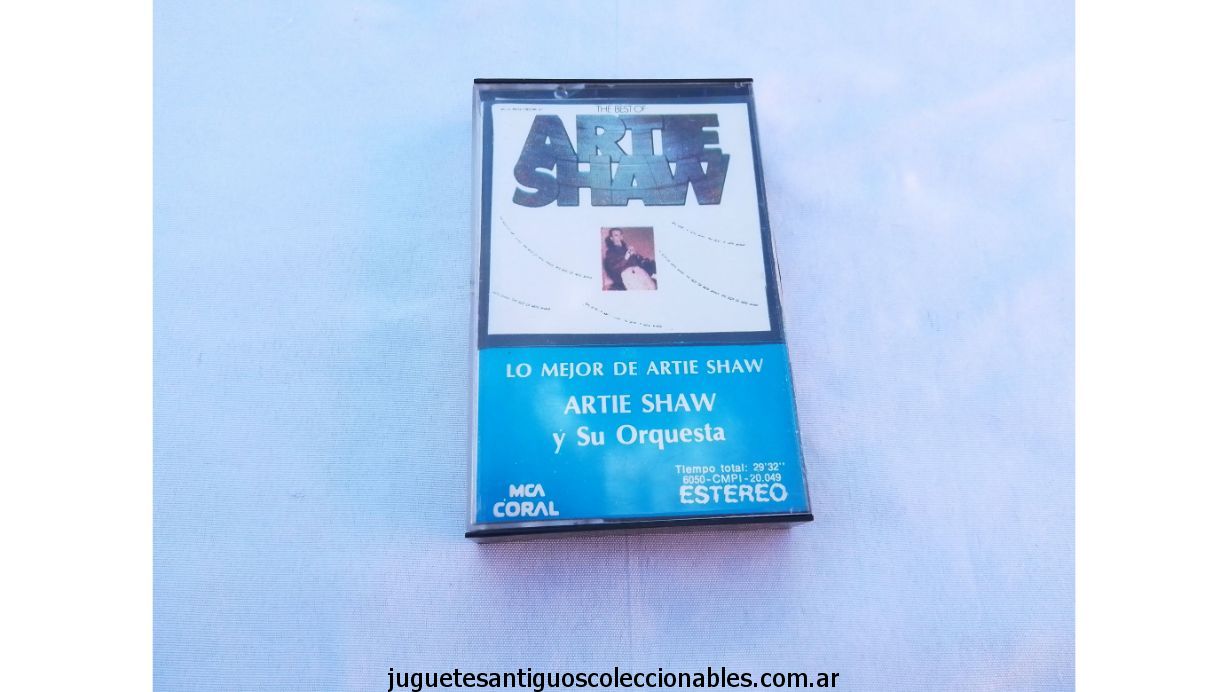 THE BEST OF
ARTIE
SHAW
LO MEJOR DE ARTIE SHAW
ARTIE SHAW
y Su Orquesta
Tiempo total: 29'32''
6050-CMPI-20.049
ESTEREO
MCA
CORAL
juguetesantiguoscoleccionables.com.ar